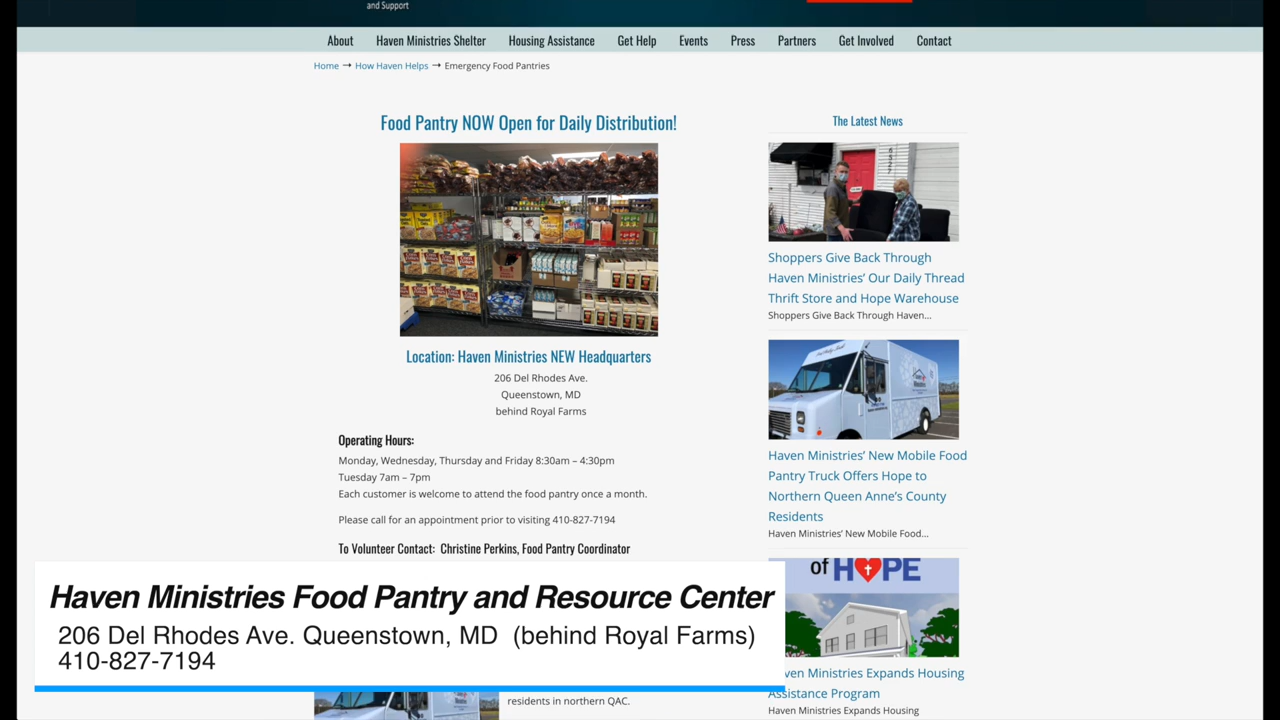 and Support
About Haven Ministries Shelter Housing Assistance Get Help Events Press Partners Get Involved Contact
Home → How Haven Helps → Emergency Food Pantries
Food Pantry NOW Open for Daily Distribution!
Location: Haven Ministries NEW Headquarters
206 Del Rhodes Ave.
Queenstown, MD
behind Royal Farms
Operating Hours:
Monday, Wednesday, Thursday and Friday 8:30am – 4:30pm
Tuesday 7am – 7pm
Each customer is welcome to attend the food pantry once a month.
Please call for an appointment prior to visiting 410-827-7194
To Volunteer Contact: Christine Perkins, Food Pantry Coordinator
residents in northern QAC.
The Latest News
Shoppers Give Back Through
Haven Ministries' Our Daily Thread
Thrift Store and Hope Warehouse
Shoppers Give Back Through Haven...
Haven Ministries' New Mobile Food
Pantry Truck Offers Hope to
Northern Queen Anne's County
Residents
Haven Ministries' New Mobile Food...
of HOPE
ven Ministries Expands Housing
Assistance Program
Haven Ministries Expands Housing
Haven Ministries Food Pantry and Resource Center
206 Del Rhodes Ave. Queenstown, MD (behind Royal Farms)
410-827-7194